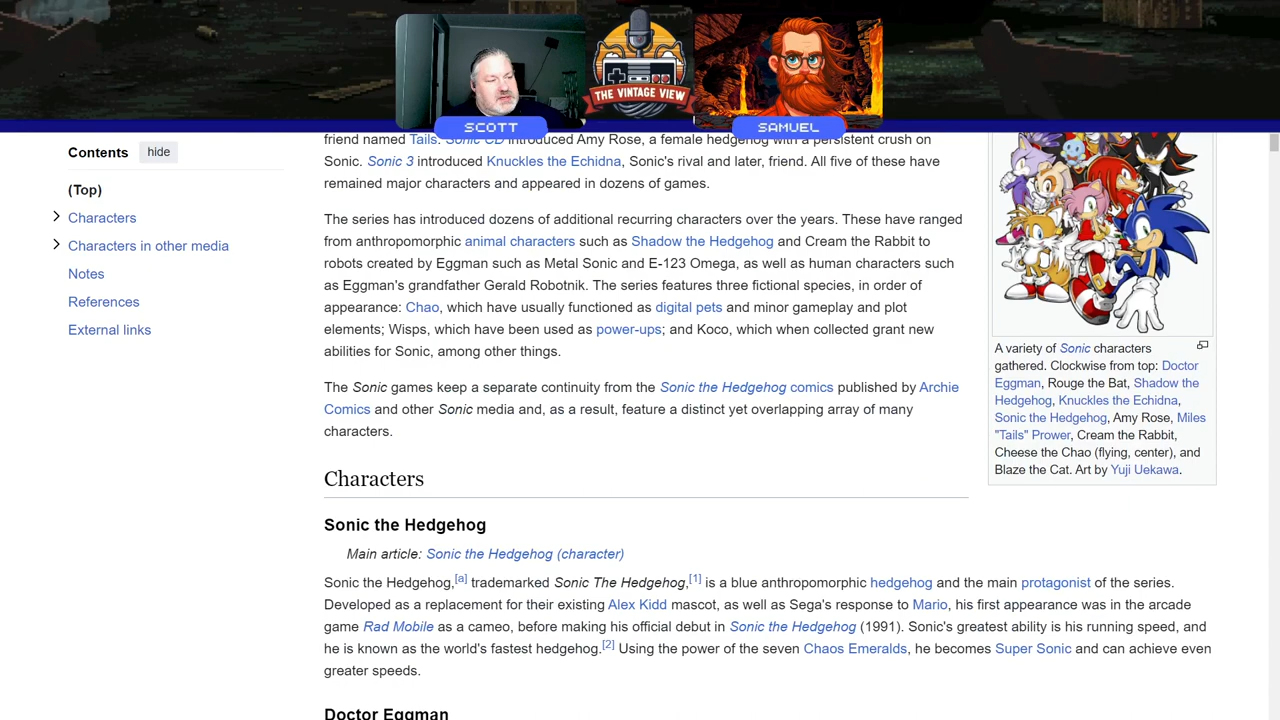 THE VINTAGE VIEW
SCOTT
SAMUEL
Contents hide
(Top)
Characters
Characters in other media
Notes
References
External links
friend named Tails. Sonic CD introduced Amy Rose, a female hedgehog with a persistent crush on
Sonic. Sonic 3 introduced Knuckles the Echidna, Sonic's rival and later, friend. All five of these have
remained major characters and appeared in dozens of games.
The series has introduced dozens of additional recurring characters over the years. These have ranged
from anthropomorphic animal characters such as Shadow the Hedgehog and Cream the Rabbit to
robots created by Eggman such as Metal Sonic and E-123 Omega, as well as human characters such
as Eggman's grandfather Gerald Robotnik. The series features three fictional species, in order of
appearance: Chao, which have usually functioned as digital pets and minor gameplay and plot
elements; Wisps, which have been used as power-ups; and Koco, which when collected grant new
abilities for Sonic, among other things.
The Sonic games keep a separate continuity from the Sonic the Hedgehog comics published by Archie
Comics and other Sonic media and, as a result, feature a distinct yet overlapping array of many
characters.
A variety of Sonic characters
gathered. Clockwise from top: Doctor
Eggman, Rouge the Bat, Shadow the
Hedgehog, Knuckles the Echidna,
Sonic the Hedgehog, Amy Rose, Miles
"Tails" Prower, Cream the Rabbit,
Cheese the Chao (flying, center), and
Blaze the Cat. Art by Yuji Uekawa.
Characters
Sonic the Hedgehog
Main article: Sonic the Hedgehog (character)
Sonic the Hedgehog,[a] trademarked Sonic The Hedgehog,[1] is a blue anthropomorphic hedgehog and the main protagonist of the series.
Developed as a replacement for their existing Alex Kidd mascot, as well as Sega's response to Mario, his first appearance was in the arcade
game Rad Mobile as a cameo, before making his official debut in Sonic the Hedgehog (1991). Sonic's greatest ability is his running speed, and
he is known as the world's fastest hedgehog.[2] Using the power of the seven Chaos Emeralds, he becomes Super Sonic and can achieve even
greater speeds.
Doctor Eggman